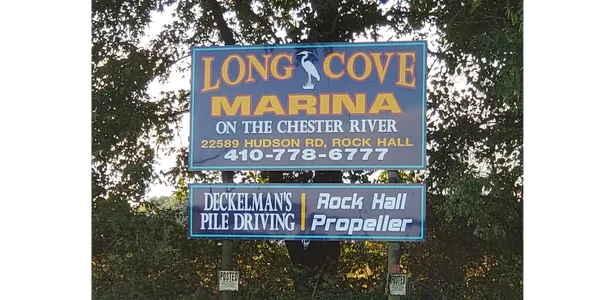 LONG COVE
MARINA
ON THE CHESTER RIVER
22589 HUDSON RD, ROCK HALL
410-778-6777
DECKELMAN'S
PILE DRIVING
Rock Hall
Propeller
POSTED
POSTED